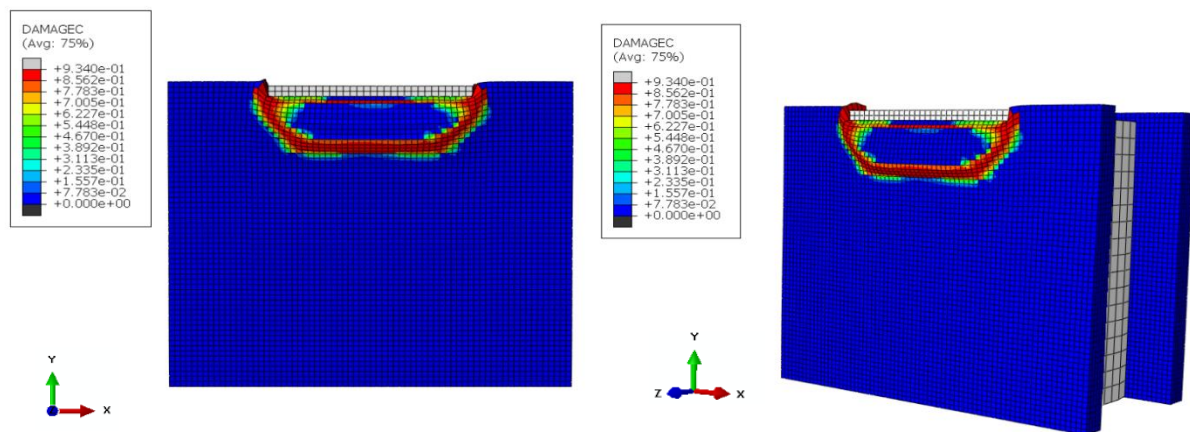 DAMAGEC
(Avg: 75%)
+9.340e-01
+8.562e-01
+7.783e-01
+7.005e-01
+6.227e-01
+5.448e-01
+4.670e-01
+3.892e-01
+3.113e-01
+2.335e-01
+1.557e-01
+7.783e-02
+0.000e+00
Y
Z
X
DAMAGEC
(Avg: 75%)
+9.340e-01
+8.562e-01
+7.783e-01
+7.005e-01
+6.227e-01
+5.448e-01
+4.670e-01
+3.892e-01
+3.113e-01
+2.335e-01
+1.557e-01
+7.783e-02
+0.000e+00
Y
Z
X